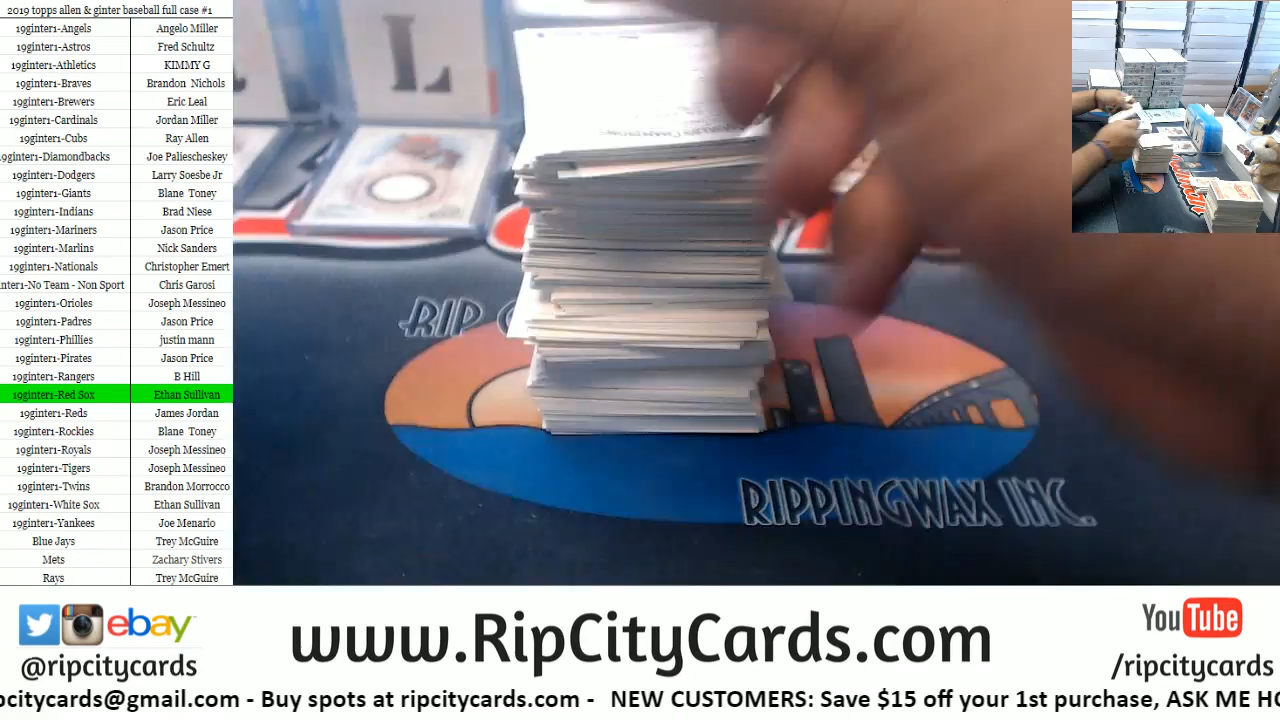 2019 topps allen & ginter baseball full case #1
19ginter1-Angels Angelo Miller
19ginter1-Astros Fred Schultz
19ginter1-Athletics KIMMY G
19ginter1-Braves Brandon Nichols
19ginter1-Brewers Eric Leal
19ginter1-Cardinals Jordan Miller
19ginter1-Cubs Ray Allen
9ginter1-Diamondbacks Joe Paliescheskey
19ginter1-Dodgers Larry Soesbe Jr
19ginter1-Giants Blane Toney
19ginter1-Indians Brad Niese
19ginter1-Mariners Jason Price
19ginter1-Marlins Nick Sanders
19ginter1-Nationals Christopher Emert
inter1-No Team - Non Sport Chris Garosi
19ginter1-Orioles Joseph Messineo
19ginter1-Padres Jason Price
19ginter1-Phillies justin mann
19ginter1-Pirates Jason Price
19ginter1-Rangers B Hill
19ginter1-Red Sox Ethan Sullivan
19ginter1-Reds James Jordan
19ginter1-Rockies Blane Toney
19ginter1-Royals Joseph Messineo
19ginter1-Tigers Joseph Messineo
19ginter1-Twins Brandon Morrocco
19ginter1-White Sox Ethan Sullivan
19ginter1-Yankees Joe Menario
Blue Jays Trey McGuire
Mets Zachary Stivers
Rays Trey McGuire
RIP
RIPPINGWAX INC.
ebay
@ripcitycards
www.RipCityCards.com
YouTube
/ripcitycards
pcitycards@gmail.com - Buy spots at ripcitycards.com - NEW CUSTOMERS: Save $15 off your 1st purchase, ASK ME HO